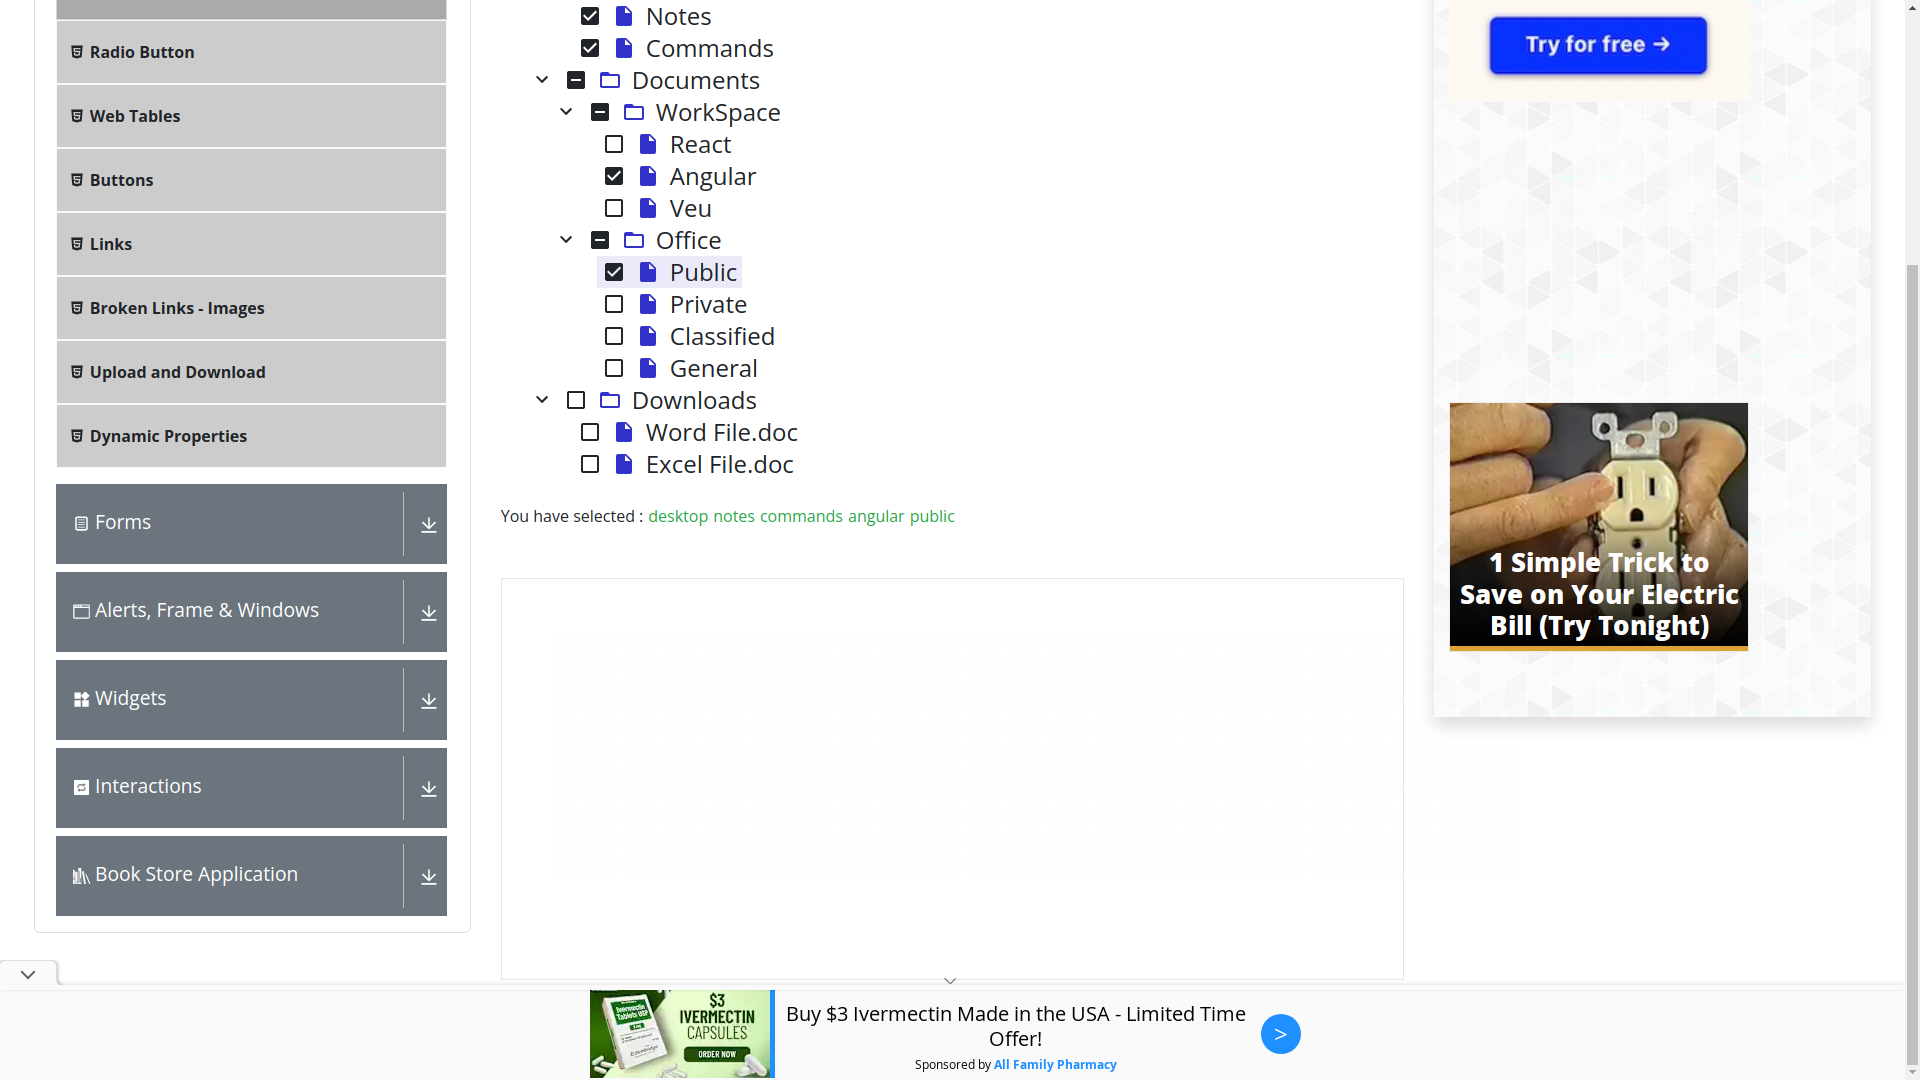 Radio Button
Web Tables
Buttons
Links
Broken Links - Images
Upload and Download
Dynamic Properties
Forms
Alerts, Frame & Windows
Widgets
Interactions
Book Store Application
Notes
Commands
Documents
WorkSpace
React
Angular
Veu
Office
Public
Private
Classified
General
Downloads
Word File.doc
Excel File.doc
You have selected : desktop notes commands angular public
Try for free →
1 Simple Trick to
Save on Your Electric
Bill (Try Tonight)
$3
IVERMECTIN
CAPSULES
ORDER NOW
Buy $3 Ivermectin Made in the USA - Limited Time
Offer!
Sponsored by All Family Pharmacy
>